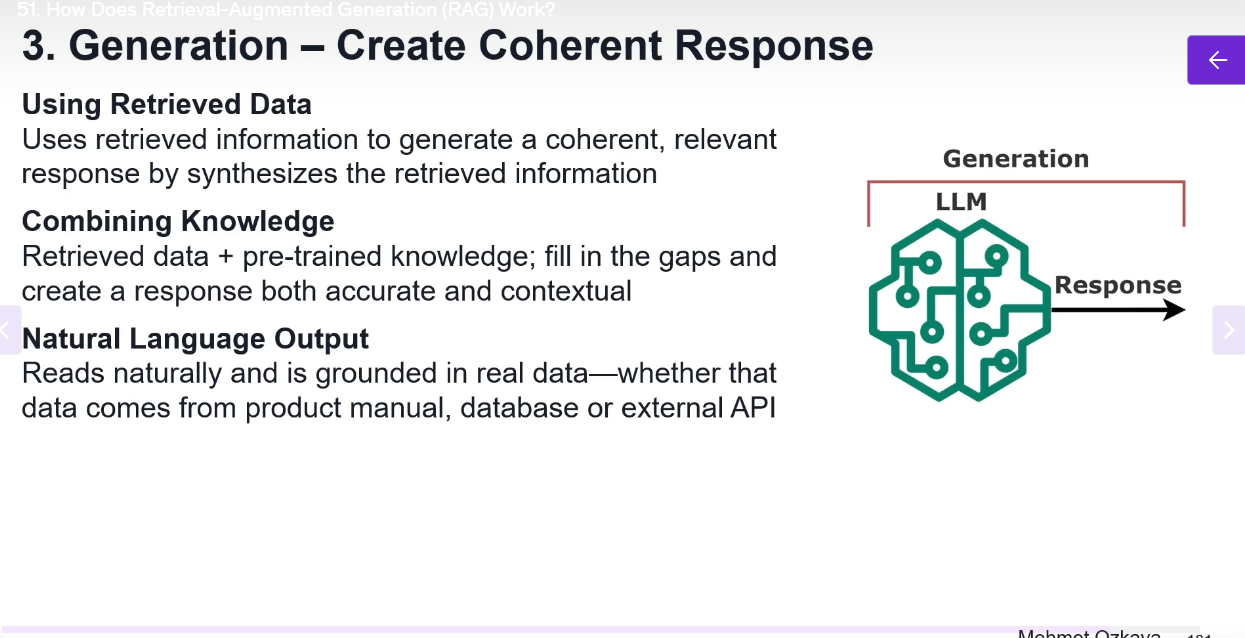 51. How Does Retrieval-Augmented Generation (RAG) Work?
3. Generation – Create Coherent Response
Using Retrieved Data
Uses retrieved information to generate a coherent, relevant
response by synthesizes the retrieved information
Combining Knowledge
Retrieved data + pre-trained knowledge; fill in the gaps and
create a response both accurate and contextual
Natural Language Output
Reads naturally and is grounded in real data—whether that
data comes from product manual, database or external API
Generation
LLM
Response
Mehmet Ozkaya